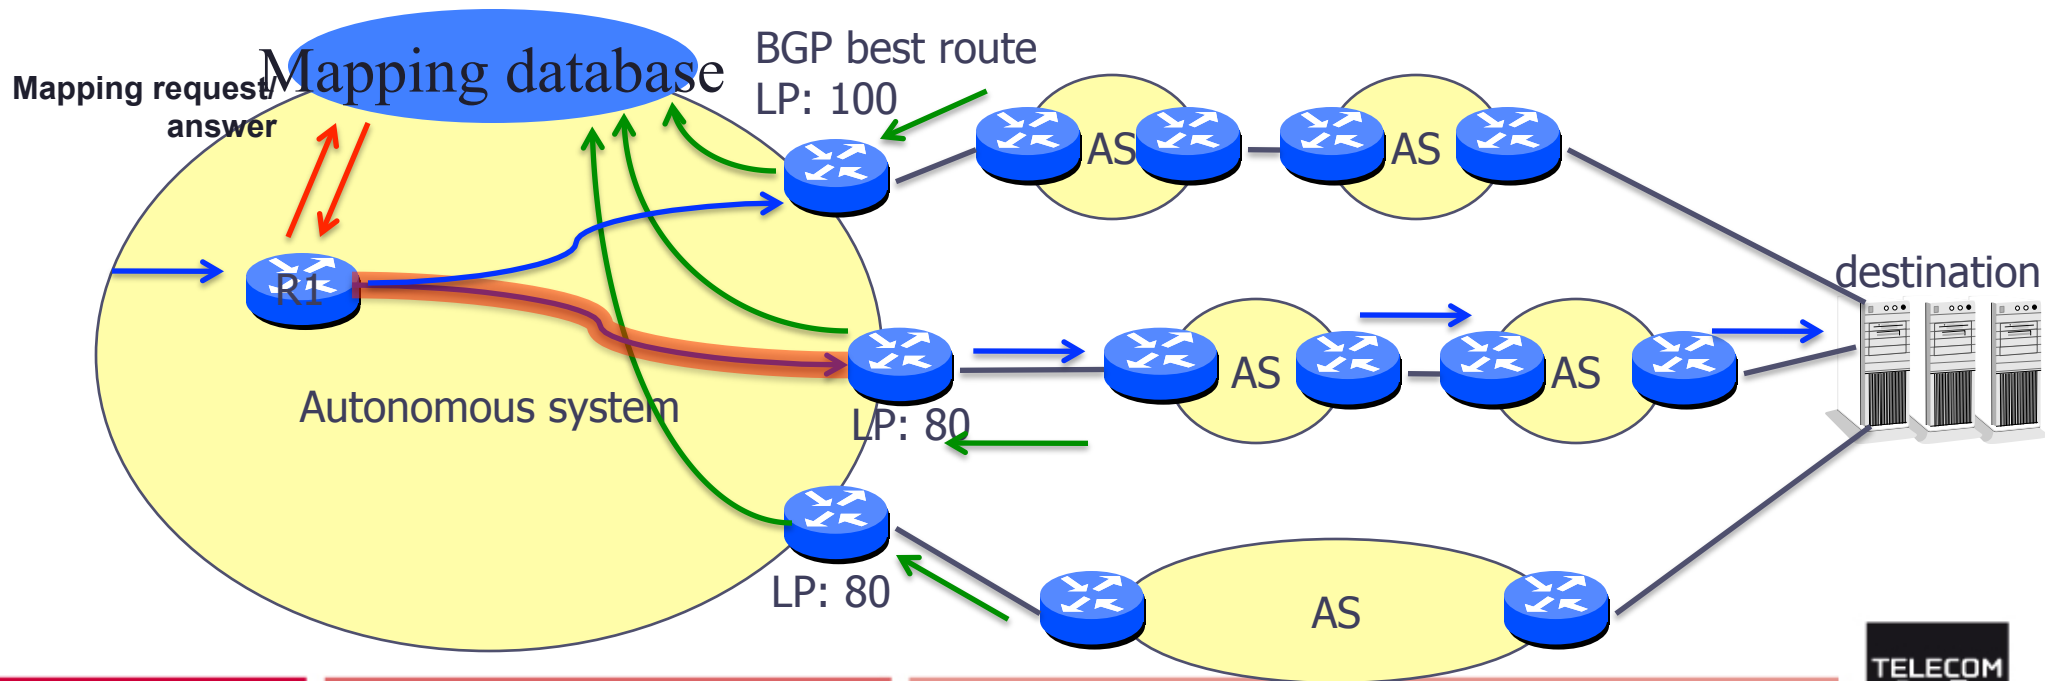 Mapping database
Mapping request/
answer
BGP best route
LP: 100
AS
AS
R1
destination
AS
AS
Autonomous system
LP: 80
LP: 80
AS
TELECOM